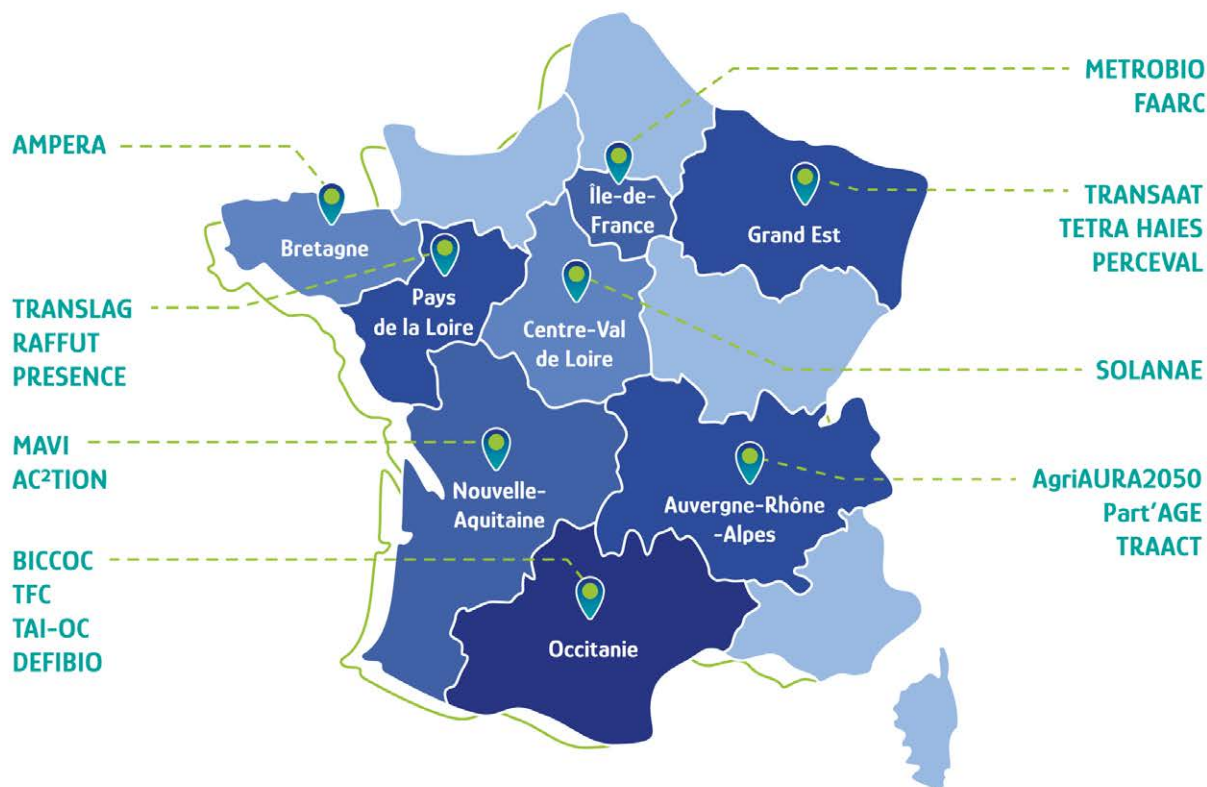 METROBIO
FAARC
AMPERA
Île-de-
France
TRANSAAT
TETRA HAIES
PERCEVAL
Grand Est
Bretagne
TRANSLAG
RAFFUT
PRESENCE
Pays
de la Loire
Centre-Val
de Loire
SOLANAE
MAVI
AC²TION
Nouvelle-
Aquitaine
Auvergne-Rhône
-Alpes
AgriAURA2050
Part'AGE
TRAACT
BICCOC
TFC
TAI-OC
DEFIBIO
Occitanie